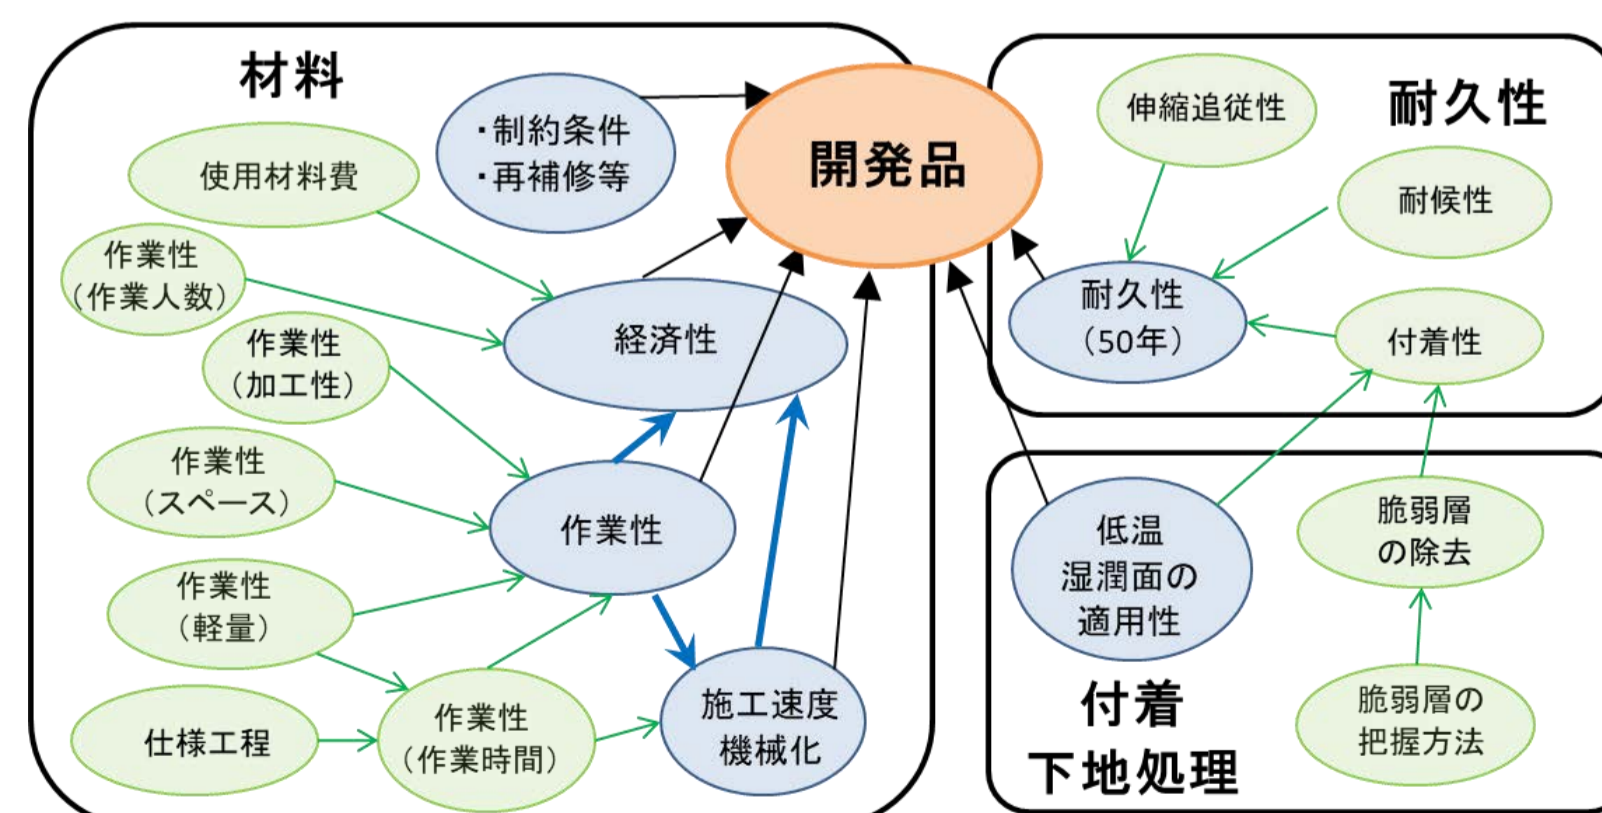 材料
・制約条件
・再補修等
開発品
使用材料費
作業性
（作業人数）
作業性
（加工性）
経済性
作業性
（スペース）
作業性
作業性
（軽量）
仕様工程
作業性
（作業時間）
施工速度
機械化
耐久性
伸縮追従性
耐候性
耐久性
（50年）
付着性
低温
湿潤面の
適用性
脆弱層
の除去
付着
下地処理
脆弱層の
把握方法